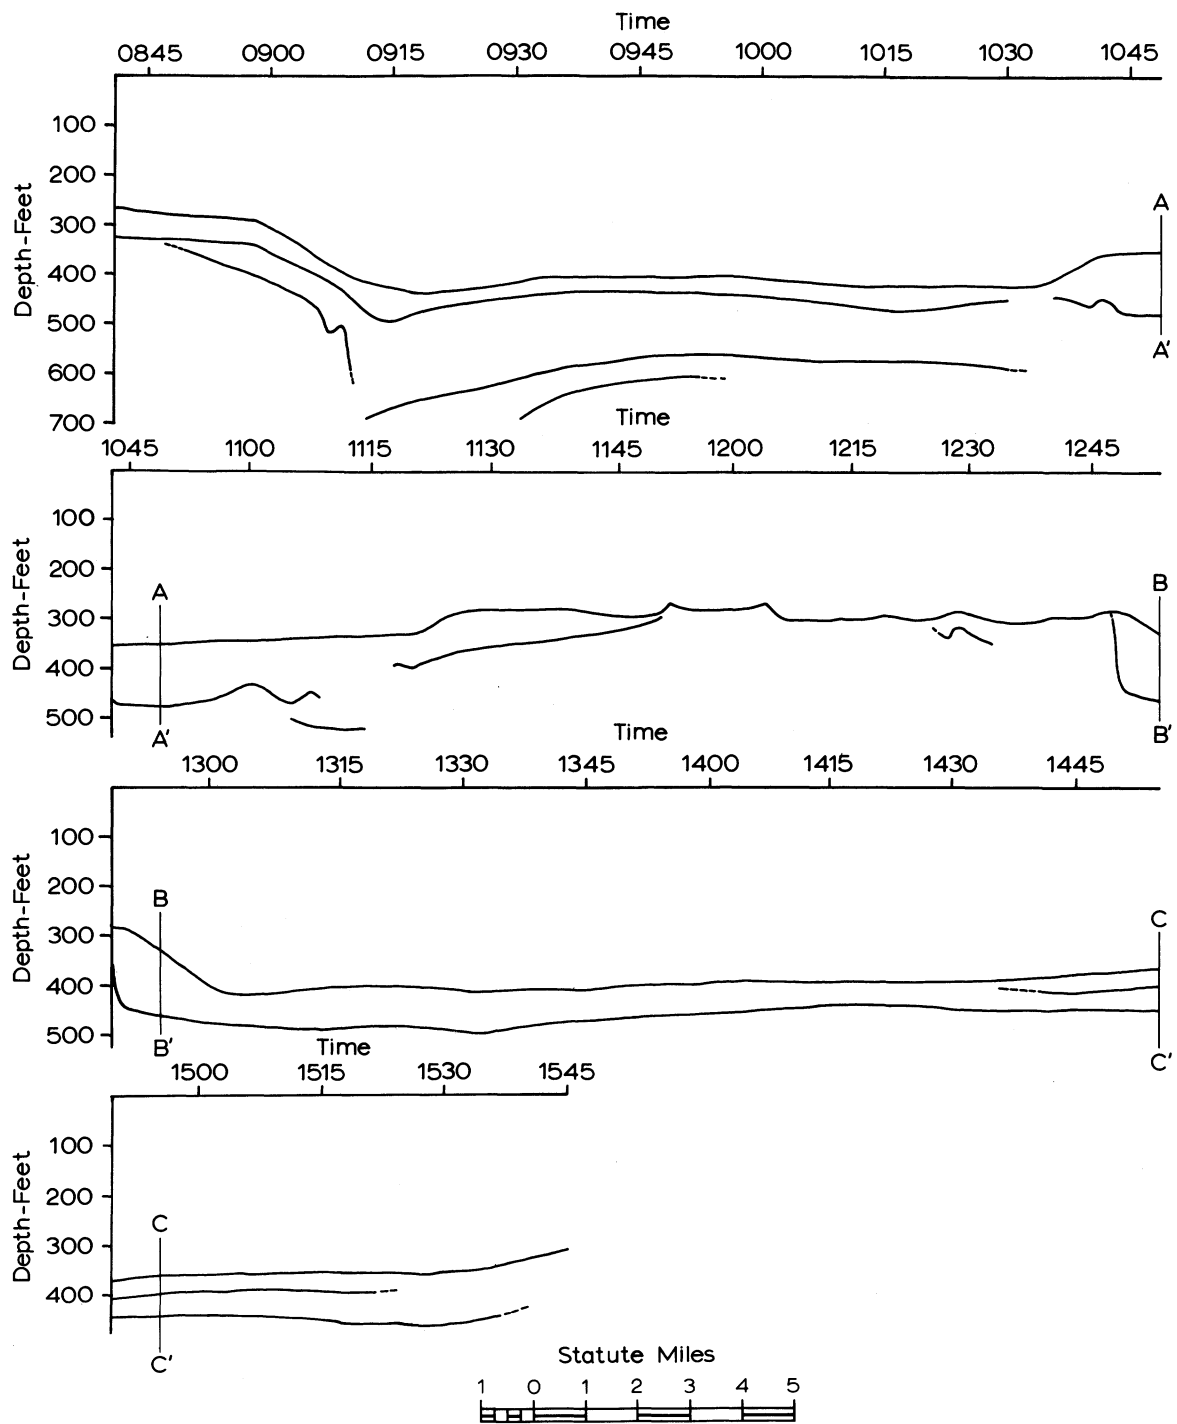 Time
0845 0900 0915 0930 0945 1000 1015 1030 1045
Depth-Feet
100
200
300
400
500
600
700
A
A'
Time
1045 1100 1115 1130 1145 1200 1215 1230 1245
Depth-Feet
100
200
300
400
500
A
A'
B
B'
Time
1300 1315 1330 1345 1400 1415 1430 1445
Depth-Feet
100
200
300
400
500
B
B'
C
C'
Time
1500 1515 1530 1545
Depth-Feet
100
200
300
400
C
C'
Statute Miles
1 0 1 2 3 4 5